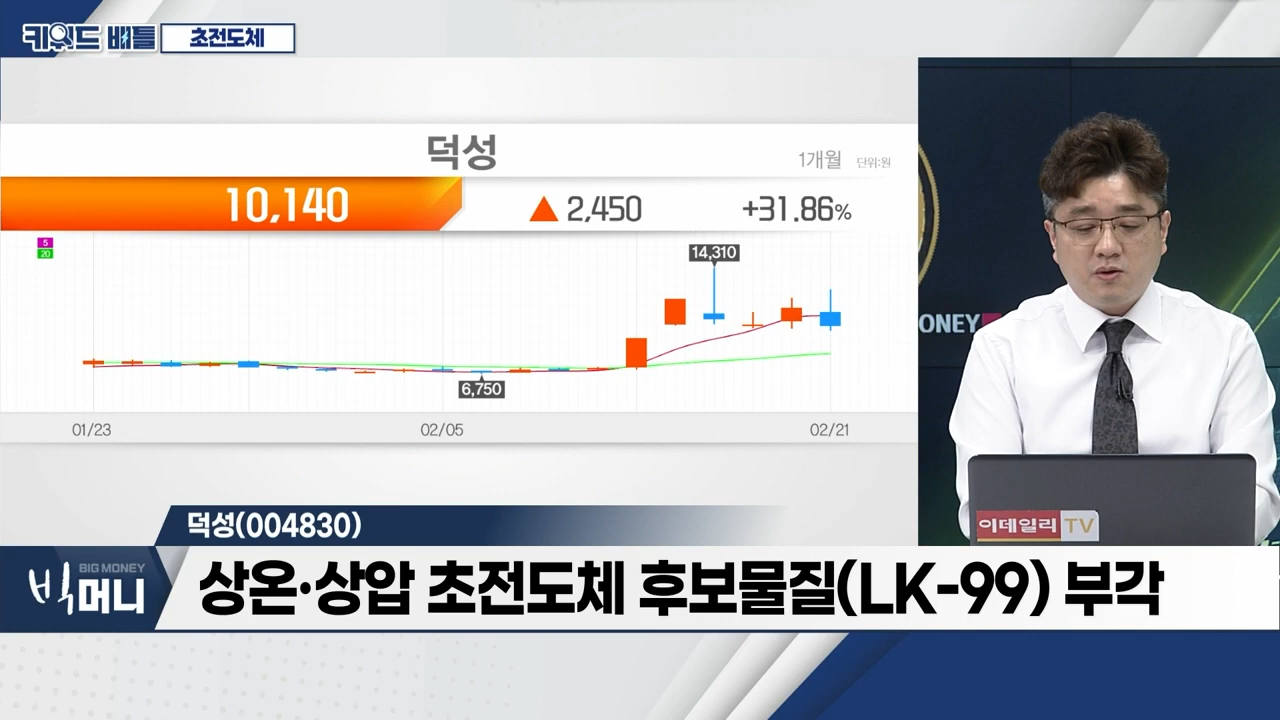 키워드 배틀 초전도체
덕성
1개월 단위:원
10,140 ▲ 2,450 +31.86%
5
20
14,310
6,750
01/23 02/05 02/21
ONEY
이데일리 TV
덕성(004830)
BIG MONEY
빅머니
상온·상압 초전도체 후보물질(LK-99) 부각